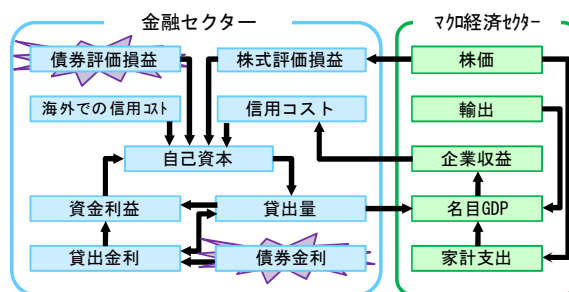 金融セクター
マクロ経済セクター
債券評価損益
株式評価損益
株価
海外での信用コスト
信用コスト
輸出
自己資本
企業収益
資金利益
貸出量
名目GDP
貸出金利
債券金利
家計支出